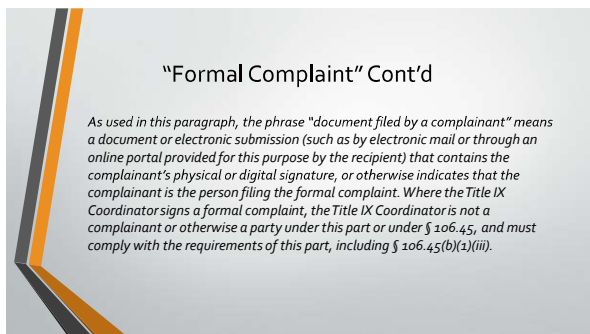 “Formal Complaint” Cont’d
As used in this paragraph, the phrase “document filed by a complainant” means
a document or electronic submission (such as by electronic mail or through an
online portal provided for this purpose by the recipient) that contains the
complainant’s physical or digital signature, or otherwise indicates that the
complainant is the person filing the formal complaint. Where the Title IX
Coordinator signs a formal complaint, the Title IX Coordinator is not a
complainant or otherwise a party under this part or under § 106.45, and must
comply with the requirements of this part, including § 106.45(b)(1)(iii).